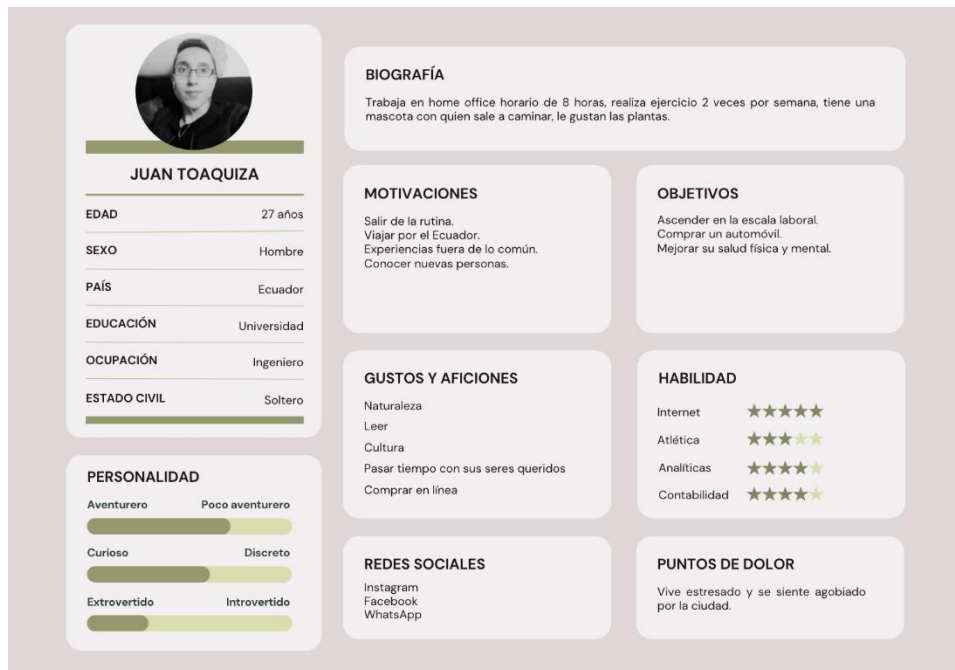 JUAN TOAQUIZA
EDAD 27 años
SEXO Hombre
PAÍS Ecuador
EDUCACIÓN Universidad
OCUPACIÓN Ingeniero
ESTADO CIVIL Soltero
PERSONALIDAD
Aventurero Poco aventurero
Curioso Discreto
Extrovertido Introvertido
BIOGRAFÍA
Trabaja en home office horario de 8 horas, realiza ejercicio 2 veces por semana, tiene una
mascota con quien sale a caminar, le gustan las plantas.
MOTIVACIONES
Salir de la rutina.
Viajar por el Ecuador.
Experiencias fuera de lo común.
Conocer nuevas personas.
OBJETIVOS
Ascender en la escala laboral.
Comprar un automóvil.
Mejorar su salud física y mental.
GUSTOS Y AFICIONES
Naturaleza
Leer
Cultura
Pasar tiempo con sus seres queridos
Comprar en línea
HABILIDAD
Internet
Atlética
Analíticas
Contabilidad
REDES SOCIALES
Instagram
Facebook
WhatsApp
PUNTOS DE DOLOR
Vive estresado y se siente agobiado
por la ciudad.